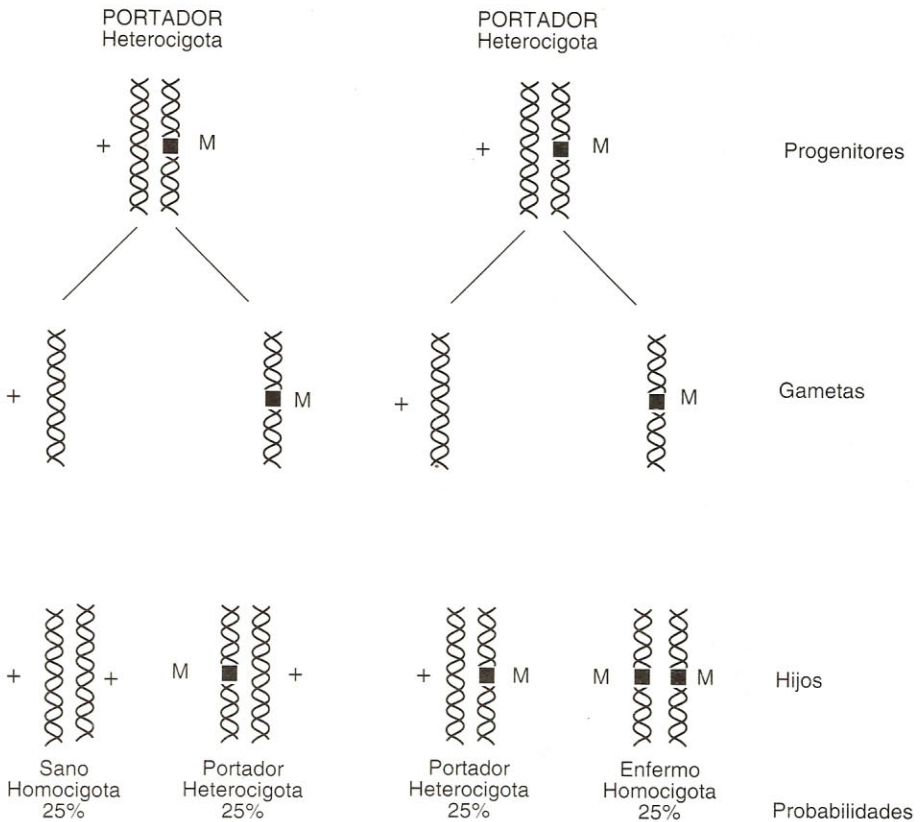 PORTADOR
Heterocigota
PORTADOR
Heterocigota
+ M + M Progenitores
+ M + M Gametas
+ + M + + M M M Hijos
Sano
Homocigota
25%
Portador
Heterocigota
25%
Portador
Heterocigota
25%
Enfermo
Homocigota
25%
Probabilidades